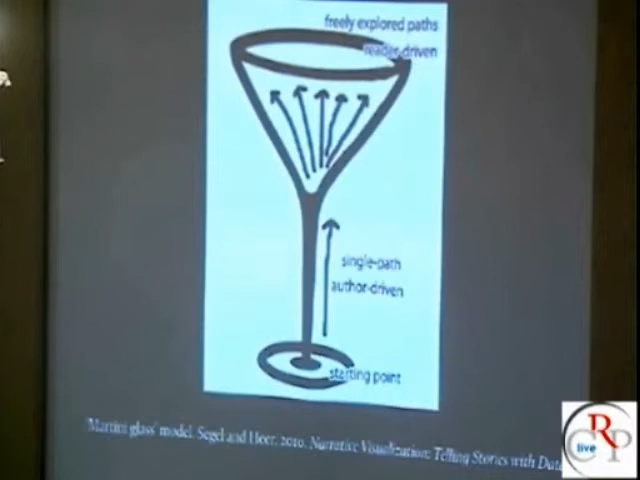 freely explored paths
reader-driven
single-path
author-driven
starting point
'Martini glass' model. Segel and Heer, 2010. Narrative Visualization: Telling Stories with Data
CRP
live